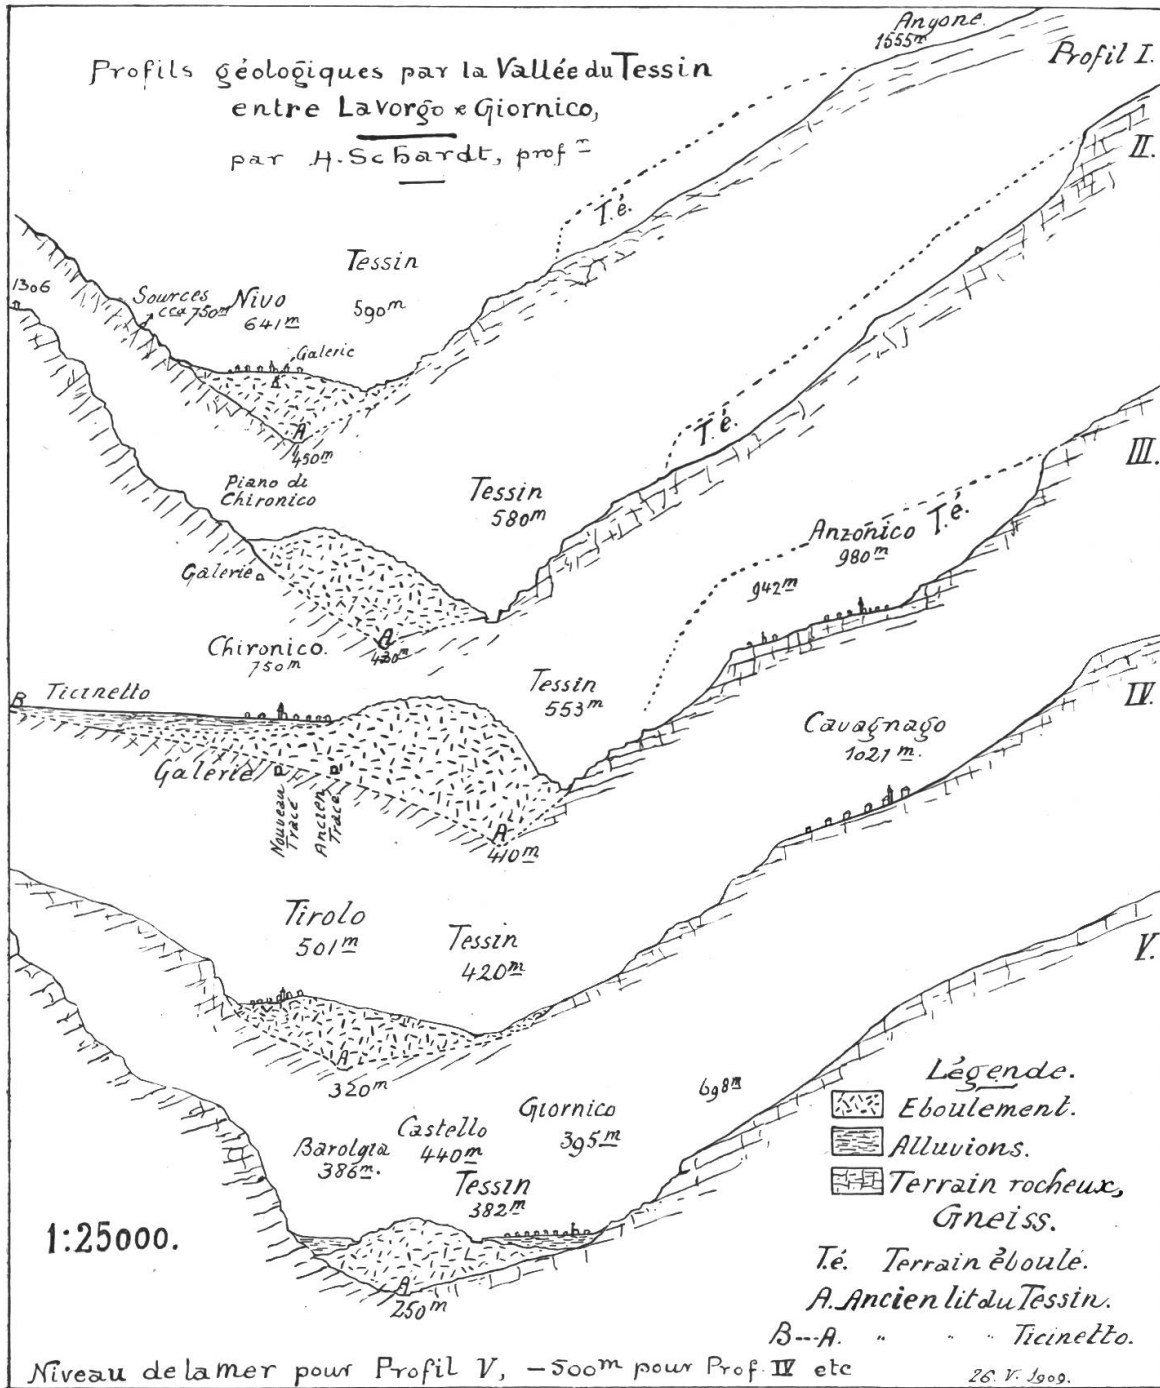 Profils géologiques par la Vallée du Tessin
entre Lavorgo & Giornico,
par H. Schardt, prof r
Anyone.
1555m
Profil I.
T.é.
Tessin
590m
Sources
cca 750m
Nivo
641m
Galerie
A
450m
II.
1306
T.é.
Piano di
Chironico
Tessin
580m
Galerie
A
420m
III.
Anzonico T.é.
980m
942m
Chironico.
750m
Tessin
553m
B Ticinetto
Galerie
Nouveau
Tracé
Ancien
Tracé
A
410m
IV.
Cavagnago
1021m.
Tirolo
501m
Tessin
420m
A
320m
V.
698m
Giornico
395m
Castello
440m
Barolgia
386m.
Tessin
382m
A
250m
1:25000.
Légende.
Eboulement.
Alluvions.
Terrain rocheux,
Gneiss.
T.é. Terrain éboulé.
A. Ancien lit du Tessin.
B---A. " " " Ticinetto.
Niveau de la mer pour Profil V, -500m pour Prof. IV etc
26. V. 1909.